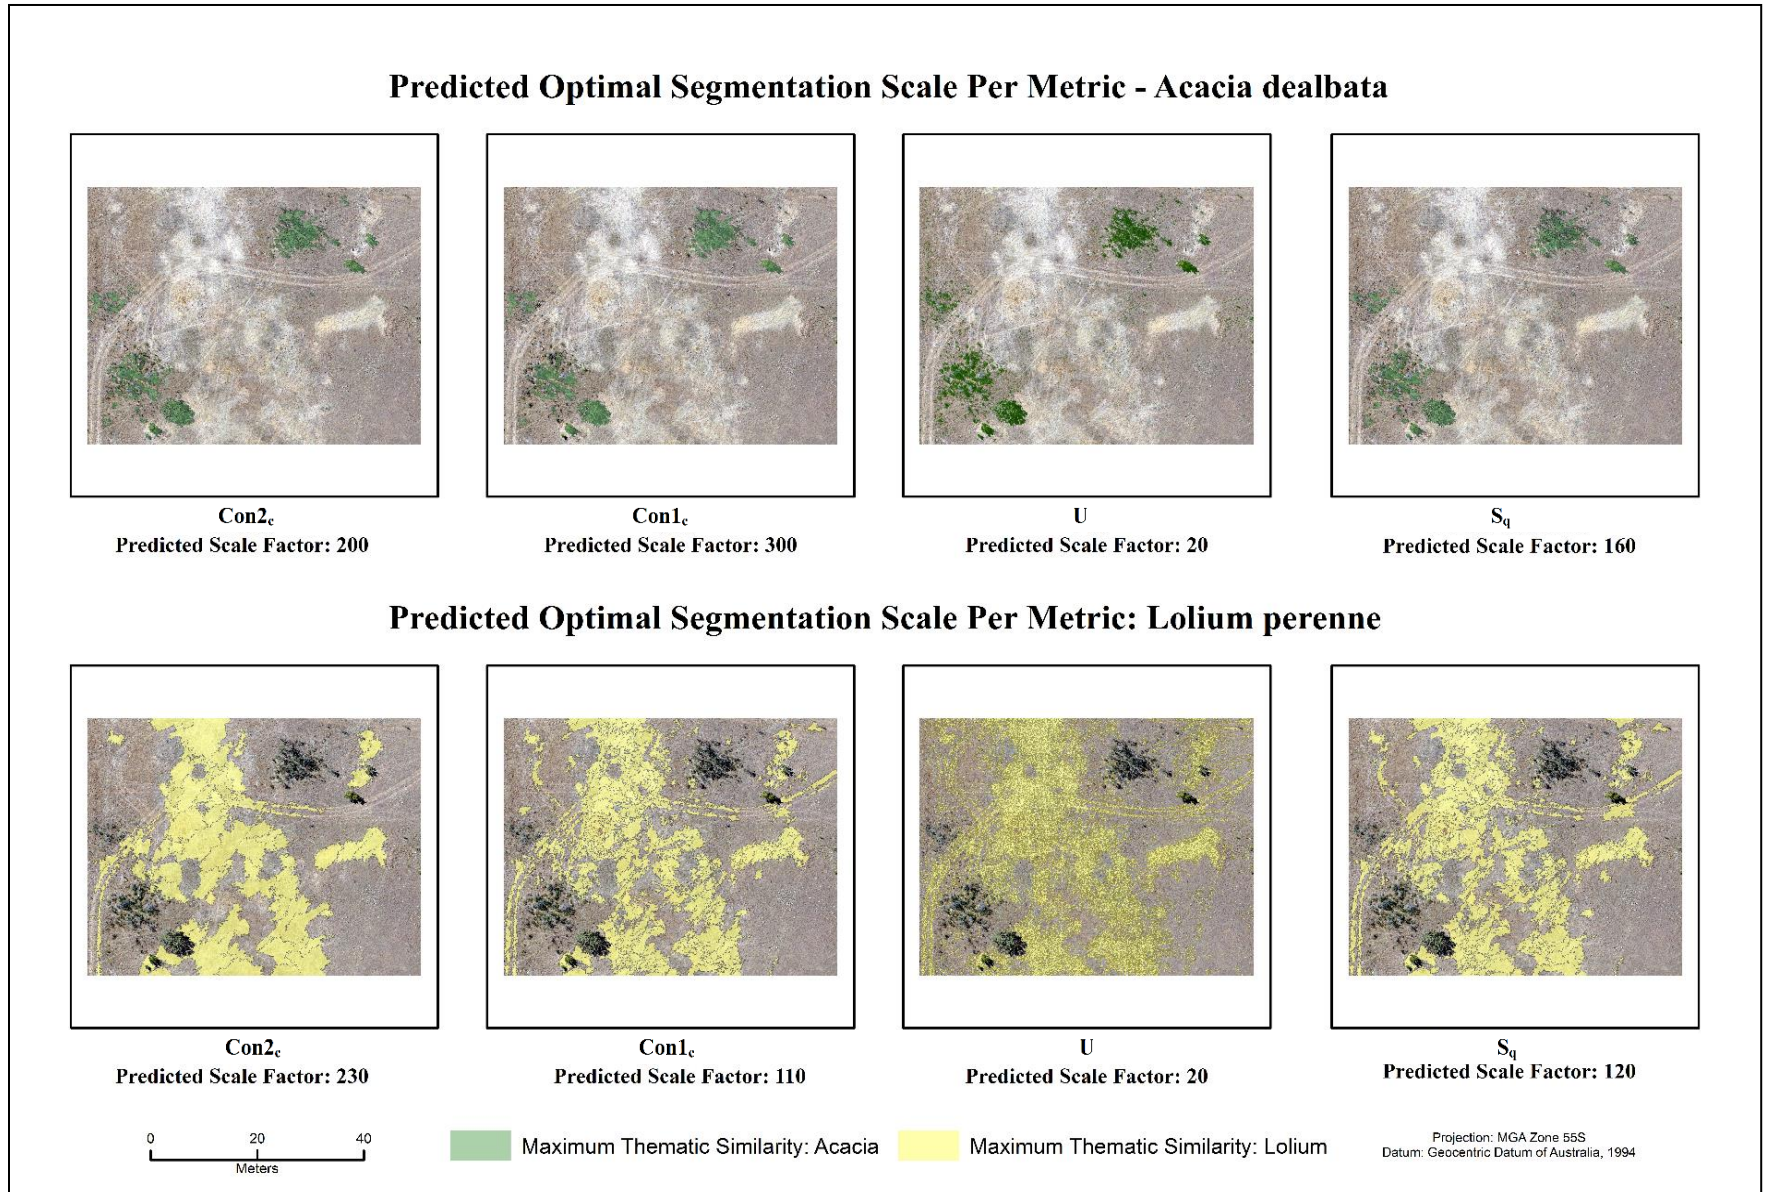 Predicted Optimal Segmentation Scale Per Metric - Acacia dealbata
Con2c
Predicted Scale Factor: 200
Con1c
Predicted Scale Factor: 300
U
Predicted Scale Factor: 20
Sq
Predicted Scale Factor: 160
Predicted Optimal Segmentation Scale Per Metric: Lolium perenne
Con2c
Predicted Scale Factor: 230
Con1c
Predicted Scale Factor: 110
U
Predicted Scale Factor: 20
Sq
Predicted Scale Factor: 120
0 20 40
Meters
Maximum Thematic Similarity: Acacia
Maximum Thematic Similarity: Lolium
Projection: MGA Zone 55S
Datum: Geocentric Datum of Australia, 1994